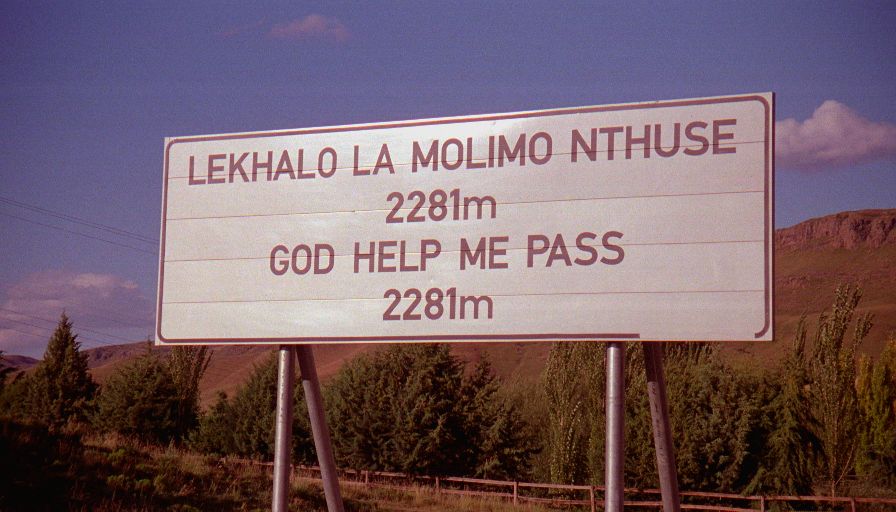 LEKHALO LA MOLIMO NTHUSE
2281m
GOD HELP ME PASS
2281m